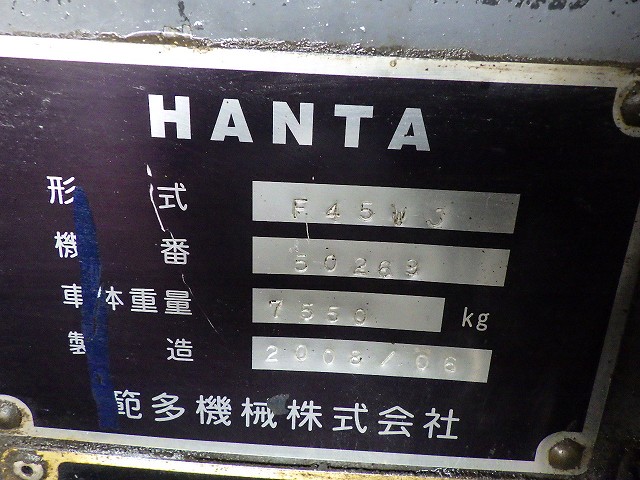 HANTA
形式 F45WJ
機番 50269
車体重量 7550 kg
製造 2008/06
範多機械株式会社